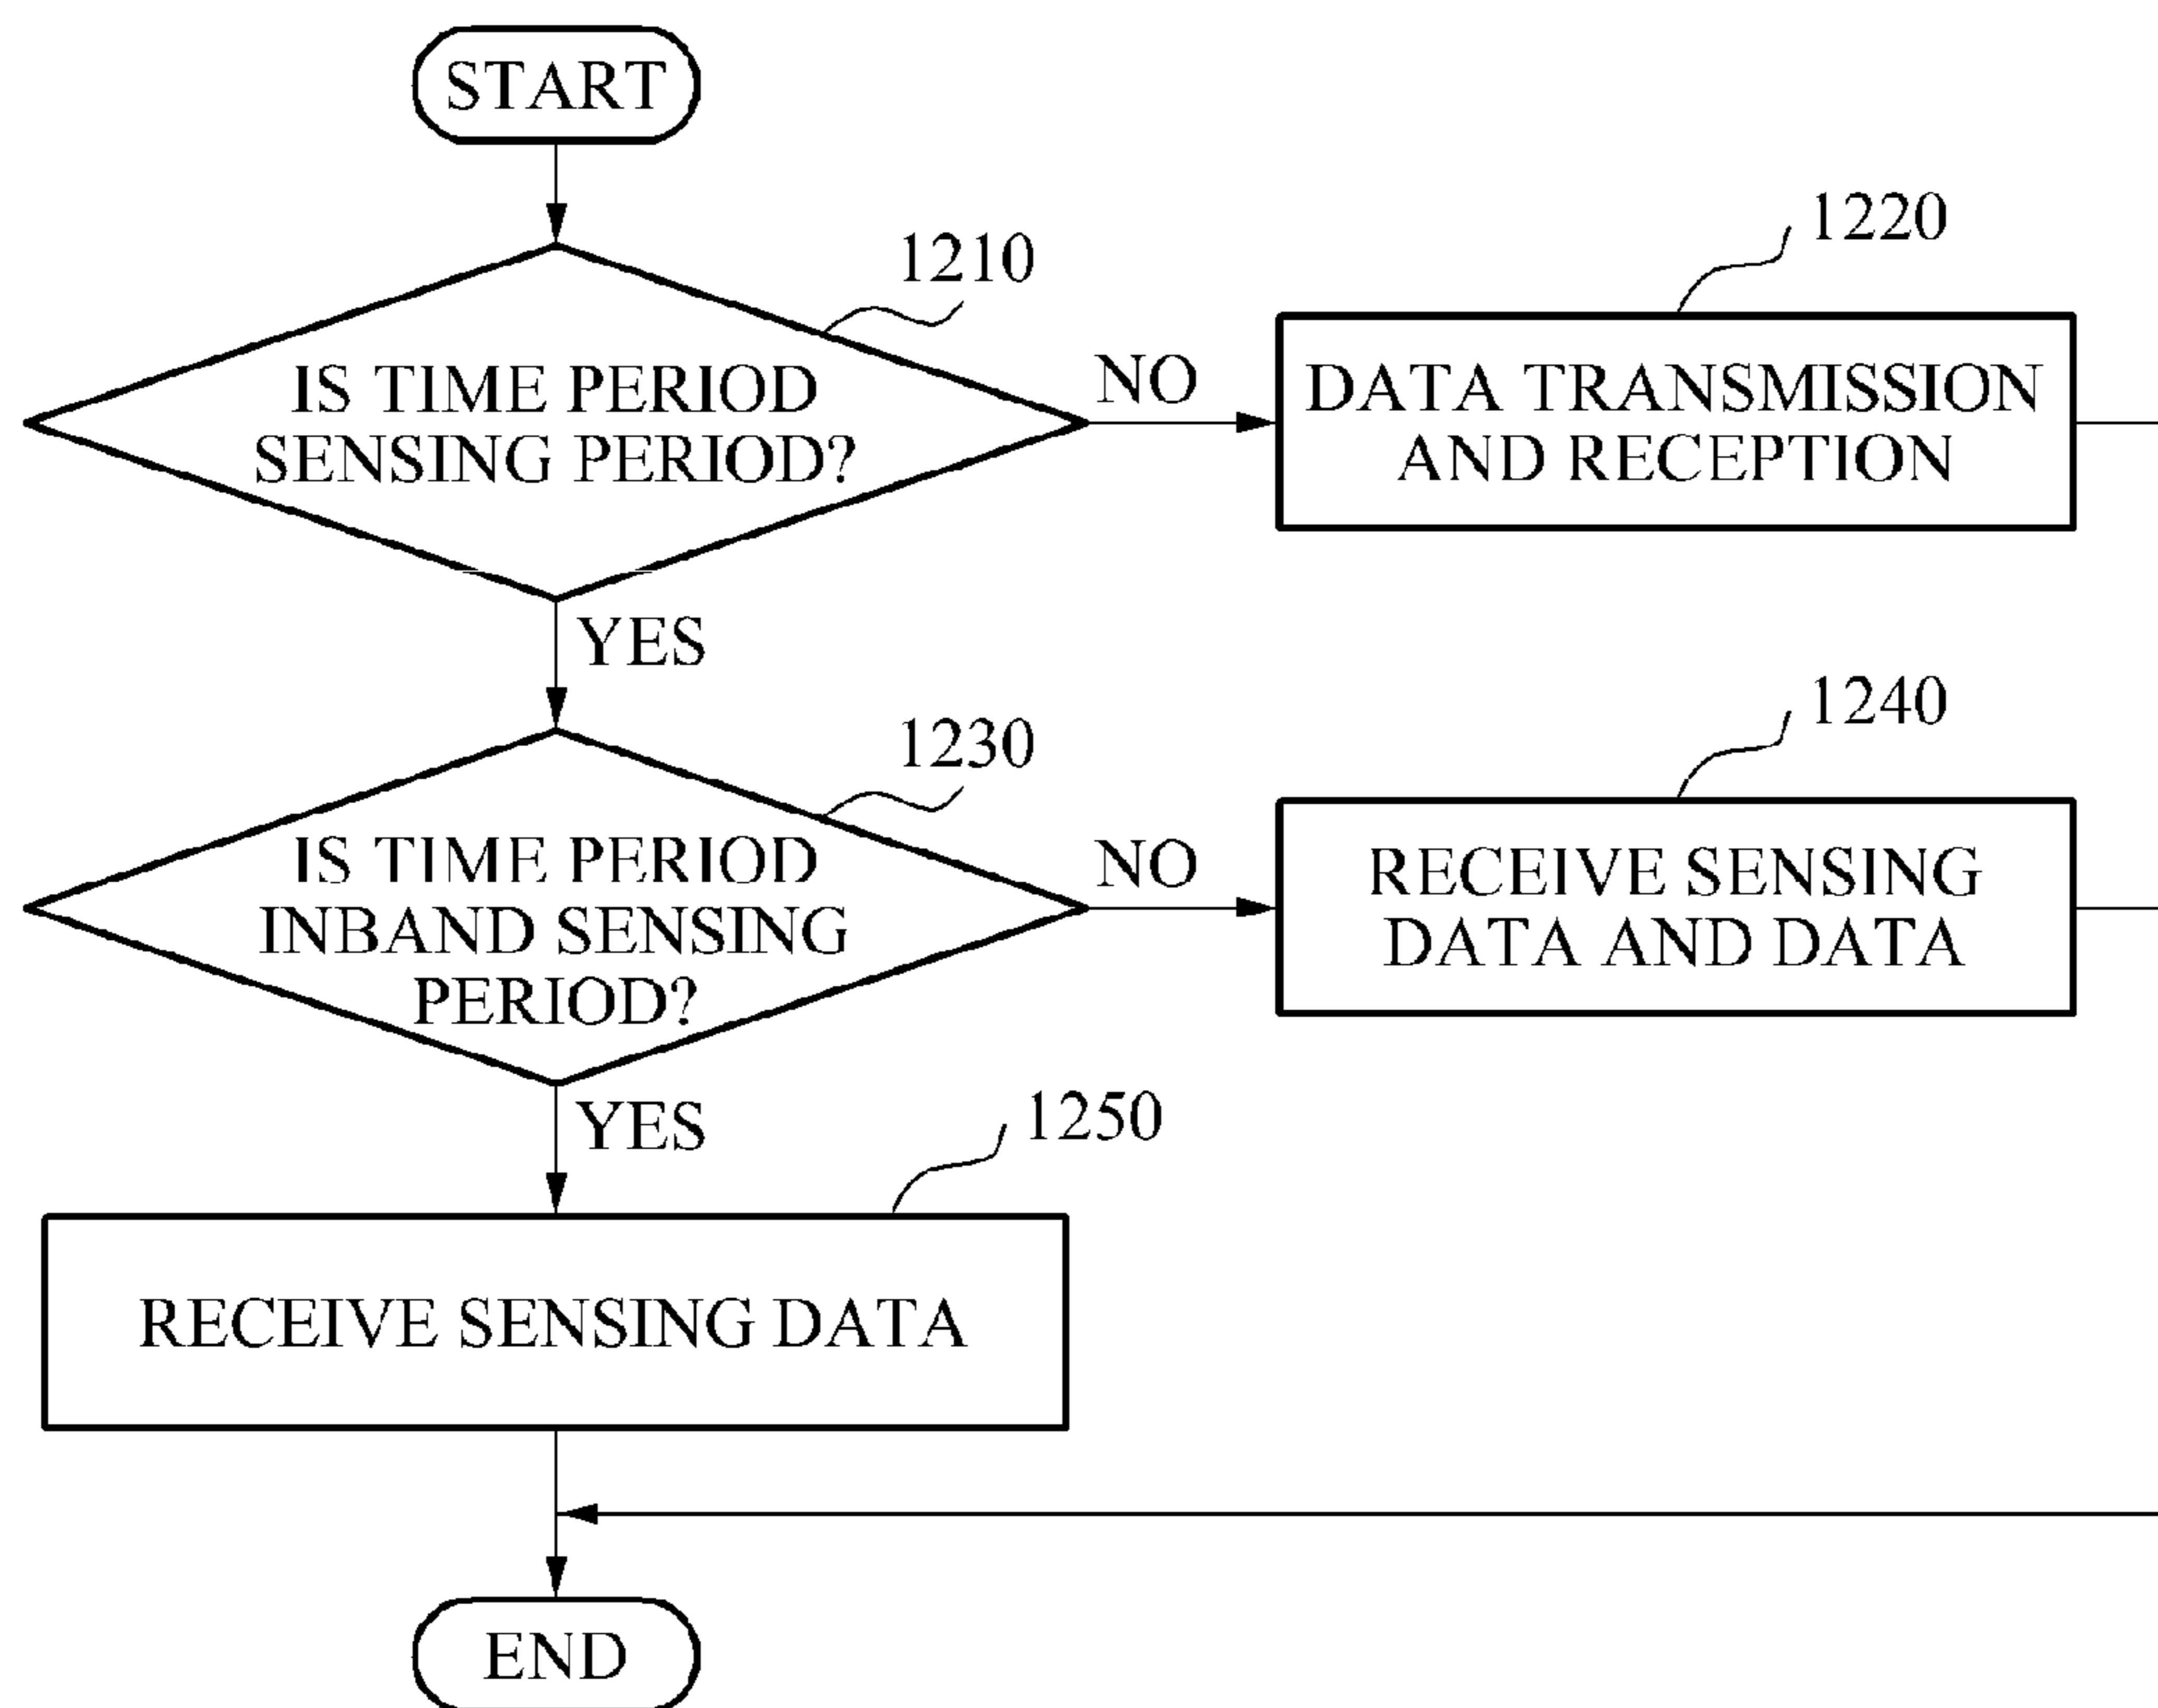 START
1210
IS TIME PERIOD
SENSING PERIOD?
NO
1220
DATA TRANSMISSION
AND RECEPTION
YES
1230
IS TIME PERIOD
INBAND SENSING
PERIOD?
NO
1240
RECEIVE SENSING
DATA AND DATA
YES
1250
RECEIVE SENSING DATA
END